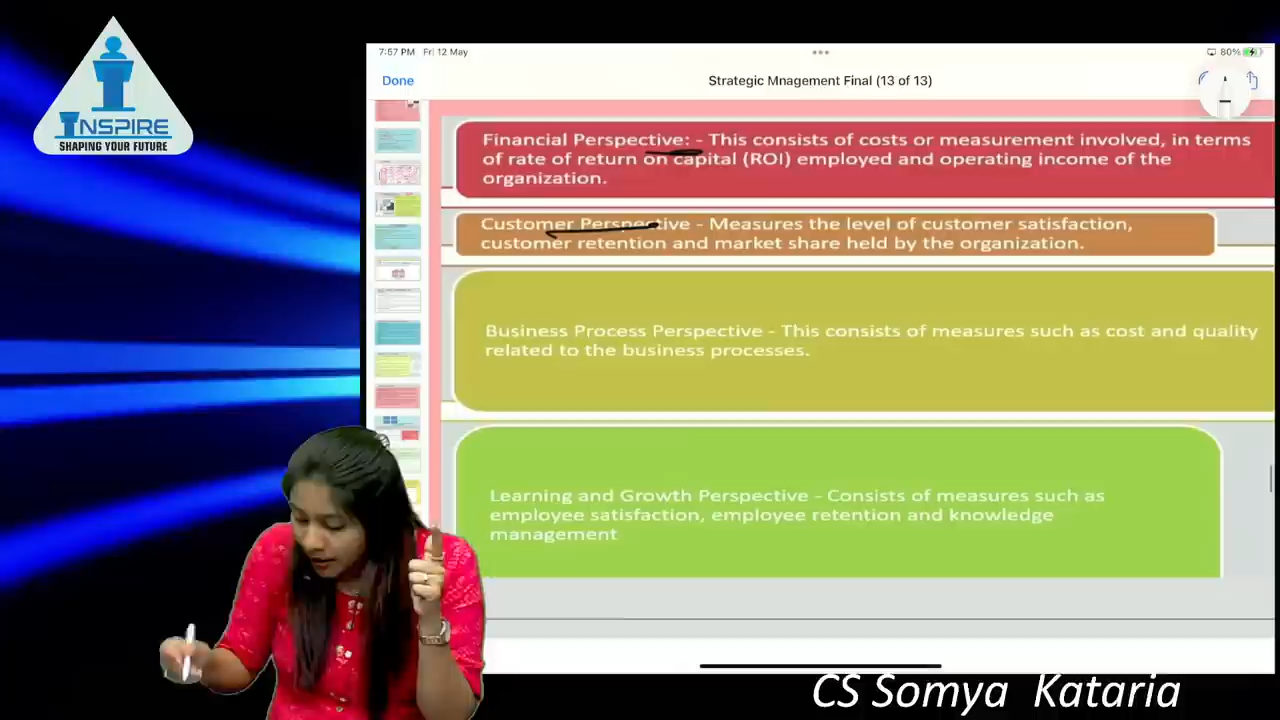 INSPIRE
SHAPING YOUR FUTURE
7:57 PM Fri 12 May
80%
Done
Strategic Mnagement Final (13 of 13)
Financial Perspective: - This consists of costs or measurement involved, in terms
of rate of return on capital (ROI) employed and operating income of the
organization.
Customer Perspective - Measures the level of customer satisfaction,
customer retention and market share held by the organization.
Business Process Perspective - This consists of measures such as cost and quality
related to the business processes.
Learning and Growth Perspective - Consists of measures such as
employee satisfaction, employee retention and knowledge
management
CS Somya Kataria